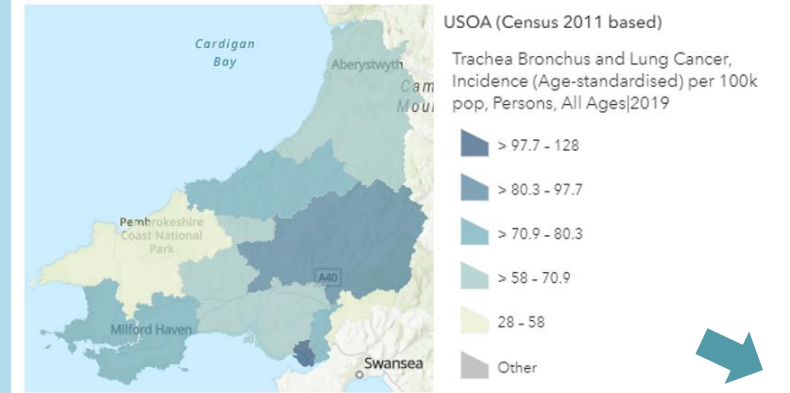 Cardigan
Bay
Aberystwyth
Cam
Mou
Pembrokeshire
Coast National
Park
A40
Milford Haven
Swansea
USOA (Census 2011 based)
Trachea Bronchus and Lung Cancer,
Incidence (Age-standardised) per 100k
pop, Persons, All Ages|2019
> 97.7 - 128
> 80.3 - 97.7
> 70.9 - 80.3
> 58 - 70.9
28 - 58
Other